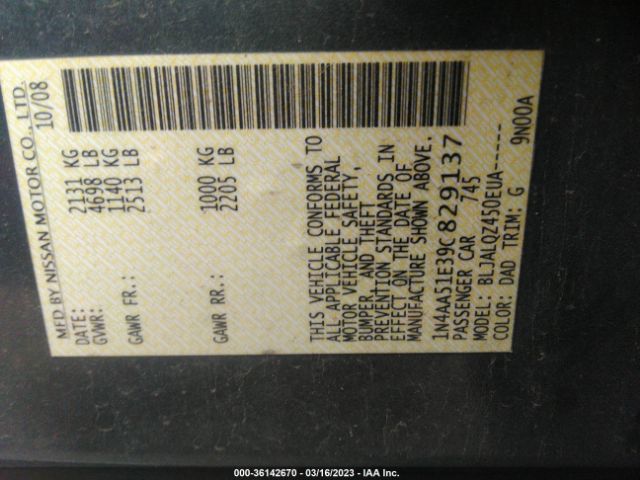 MFD BY NISSAN MOTOR CO., LTD.
DATE: 10/08
GVWR: 2131 KG
4698 LB
GAWR FR.: 1140 KG
2513 LB
GAWR RR.: 1000 KG
2205 LB
THIS VEHICLE CONFORMS TO
ALL APPLICABLE FEDERAL
MOTOR VEHICLE SAFETY,
BUMPER, AND THEFT
PREVENTION STANDARDS IN
EFFECT ON THE DATE OF
MANUFACTURE SHOWN ABOVE.
1N4AA51E39C829137
PASSENGER CAR 745
MODEL: BLJALQZ450EUA------
COLOR: DAD TRIM: G 9N00A
000-36142670 - 03/16/2023 - IAA Inc.